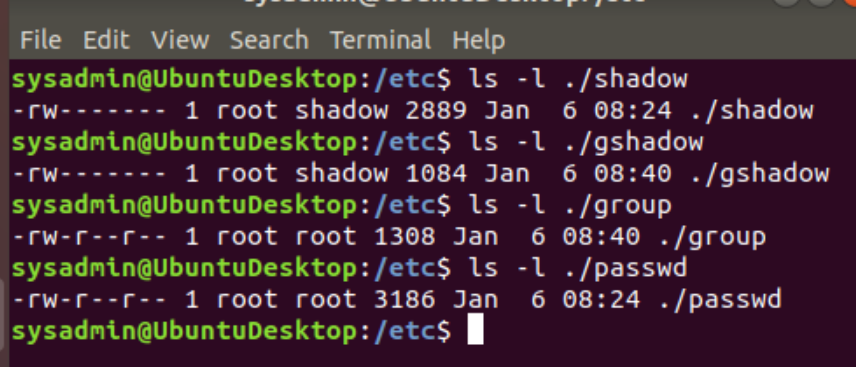 File Edit View Search Terminal Help
sysadmin@UbuntuDesktop:/etc$ ls -l ./shadow
-rw------- 1 root shadow 2889 Jan  6 08:24 ./shadow
sysadmin@UbuntuDesktop:/etc$ ls -l ./gshadow
-rw------- 1 root shadow 1084 Jan  6 08:40 ./gshadow
sysadmin@UbuntuDesktop:/etc$ ls -l ./group
-rw-r--r-- 1 root root 1308 Jan  6 08:40 ./group
sysadmin@UbuntuDesktop:/etc$ ls -l ./passwd
-rw-r--r-- 1 root root 3186 Jan  6 08:24 ./passwd
sysadmin@UbuntuDesktop:/etc$